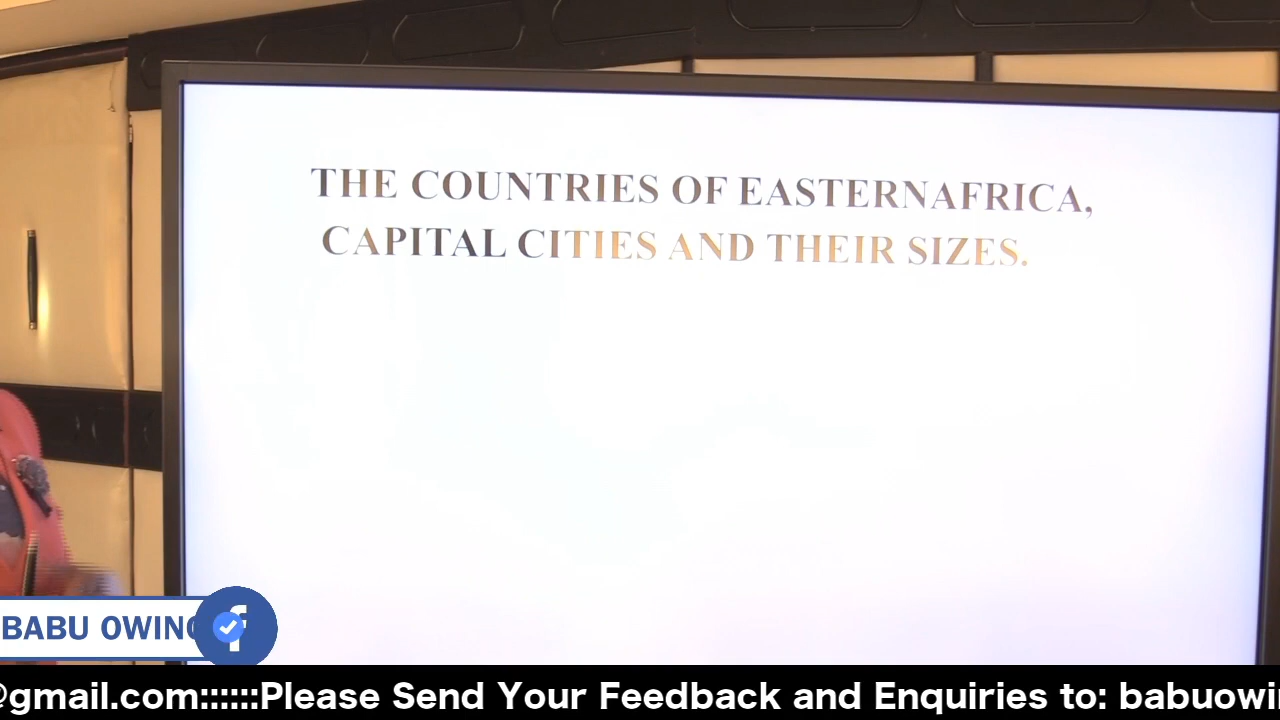 THE COUNTRIES OF EASTERNAFRICA,
CAPITAL CITIES AND THEIR SIZES.
BABU OWINO
@gmail.com::::::Please Send Your Feedback and Enquiries to: babuowi